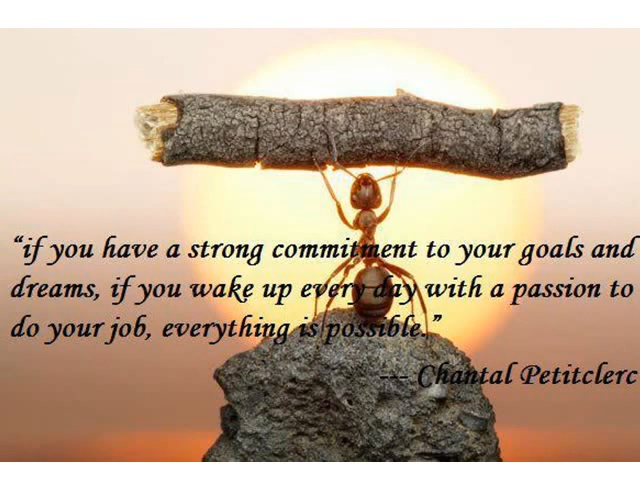 “if you have a strong commitment to your goals and
dreams, if you wake up every day with a passion to
do your job, everything is possible.”
--- Chantal Petitclerc